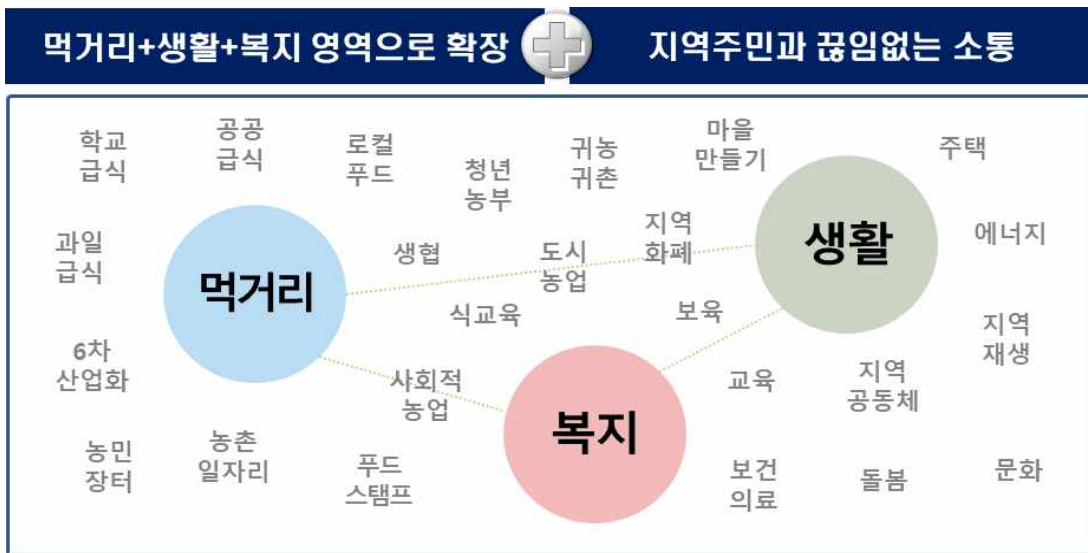 먹거리+생활+복지 영역으로 확장
지역주민과 끊임없는 소통
학교
급식
공공
급식
로컬
푸드
청년
농부
귀농
귀촌
마을
만들기
주택
과일
급식
먹거리
생협
도시
농업
지역
화폐
생활
에너지
식교육
보육
6차
산업화
사회적
농업
복지
교육
지역
공동체
지역
재생
농민
장터
농촌
일자리
푸드
스탬프
보건
의료
돌봄
문화